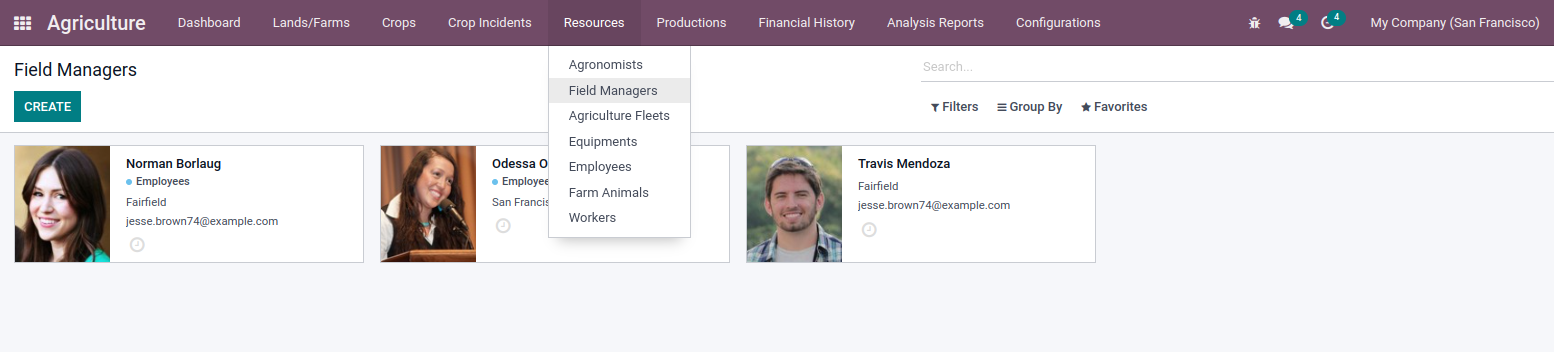 Agriculture Dashboard Lands/Farms Crops Crop Incidents Resources Productions Financial History Analysis Reports Configurations 4 4 My Company (San Francisco)
Field Managers
Search...
CREATE
Filters Group By Favorites
Agronomists
Field Managers
Agriculture Fleets
Equipments
Employees
Farm Animals
Workers
Norman Borlaug
Employees
Fairfield
jesse.brown74@example.com
Odessa O
Employee
San Francis
Travis Mendoza
Fairfield
jesse.brown74@example.com